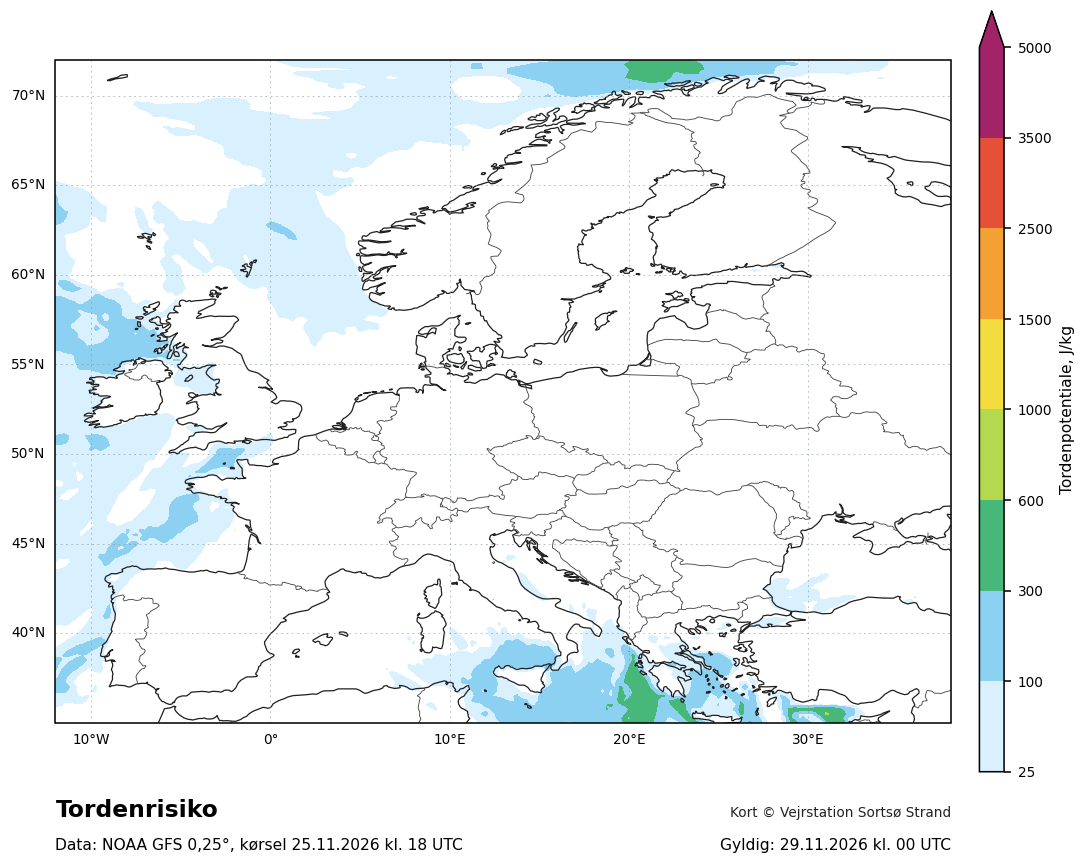 5000
3500
2500
1500
1000
600
300
100
25
Tordenpotentiale, J/kg
70°N
65°N
60°N
55°N
50°N
45°N
40°N
10°W
0°
10°E
20°E
30°E
Tordenrisiko
Kort © Vejrstation Sortsø Strand
Data: NOAA GFS 0,25°, kørsel 25.11.2026 kl. 18 UTC
Gyldig: 29.11.2026 kl. 00 UTC